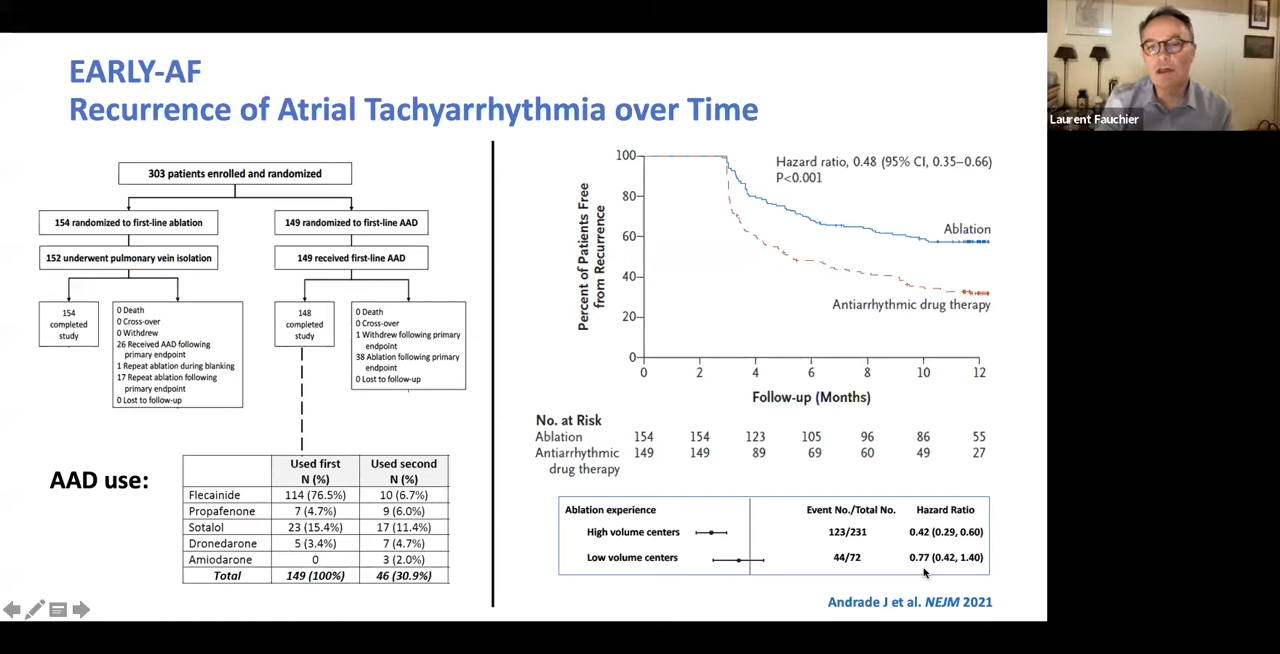 EARLY-AF
Recurrence of Atrial Tachyarrhythmia over Time
303 patients enrolled and randomized
154 randomized to first-line ablation
149 randomized to first-line AAD
152 underwent pulmonary vein isolation
149 received first-line AAD
154
completed
study
0 Death
0 Cross-over
0 Withdrew
26 Received AAD following
primary endpoint
1 Repeat ablation during blanking
17 Repeat ablation following
primary endpoint
0 Lost to follow-up
148
completed
study
0 Death
0 Cross-over
1 Withdrew following primary
endpoint
38 Ablation following primary
endpoint
0 Lost to follow-up
AAD use:
Used first
N (%)
Used second
N (%)
Flecainide 114 (76.5%) 10 (6.7%)
Propafenone 7 (4.7%) 9 (6.0%)
Sotalol 23 (15.4%) 17 (11.4%)
Dronedarone 5 (3.4%) 7 (4.7%)
Amiodarone 0 3 (2.0%)
Total 149 (100%) 46 (30.9%)
Percent of Patients Free
from Recurrence
100
80
60
40
20
0
Hazard ratio, 0.48 (95% CI, 0.35–0.66)
P<0.001
Ablation
Antiarrhythmic drug therapy
0 2 4 6 8 10 12
Follow-up (Months)
No. at Risk
Ablation 154 154 123 105 96 86 55
Antiarrhythmic 149 149 89 69 60 49 27
drug therapy
Ablation experience Event No./Total No. Hazard Ratio
High volume centers 123/231 0.42 (0.29, 0.60)
Low volume centers 44/72 0.77 (0.42, 1.40)
Andrade J et al. NEJM 2021
Laurent Fauchier